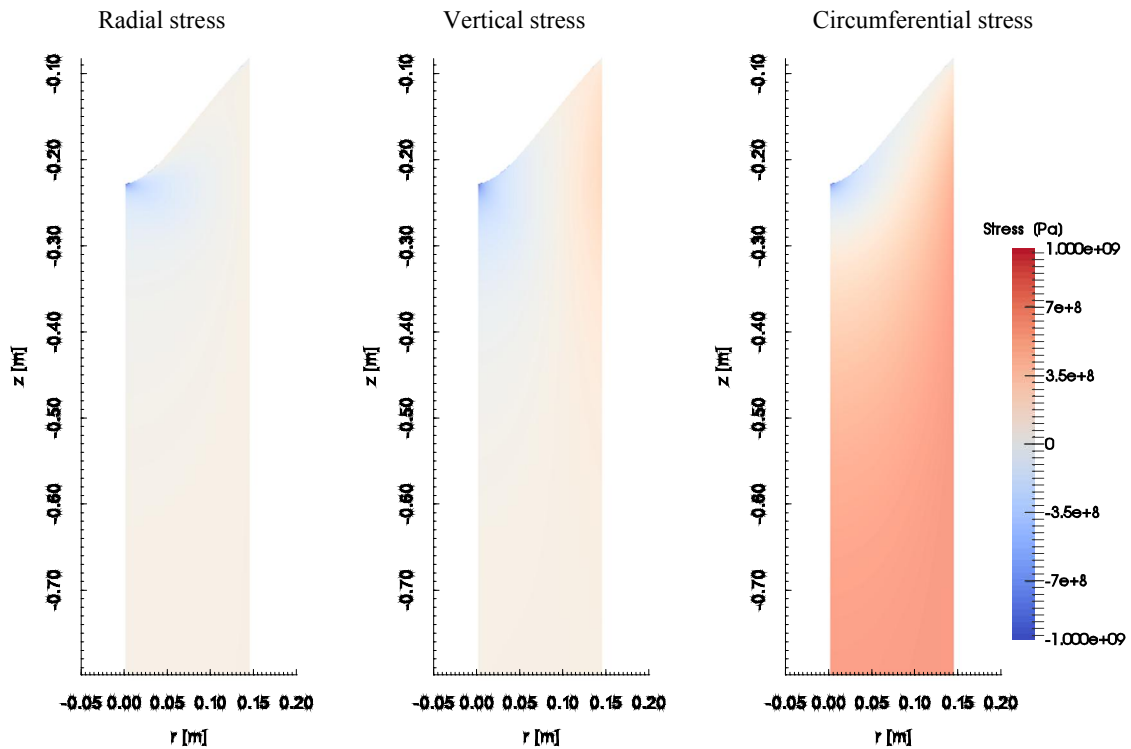 Radial stress
Vertical stress
Circumferential stress
-0.10
-0.20
-0.30
-0.40
-0.50
-0.60
-0.70
z [m]
-0.05 0.00 0.05 0.10 0.15 0.20
r [m]
-0.10
-0.20
-0.30
-0.40
-0.50
-0.60
-0.70
z [m]
-0.05 0.00 0.05 0.10 0.15 0.20
r [m]
-0.10
-0.20
-0.30
-0.40
-0.50
-0.60
-0.70
z [m]
-0.05 0.00 0.05 0.10 0.15 0.20
r [m]
Stress (Pa)
1.000e+09
7e+8
3.5e+8
0
-3.5e+8
-7e+8
-1.000e+09